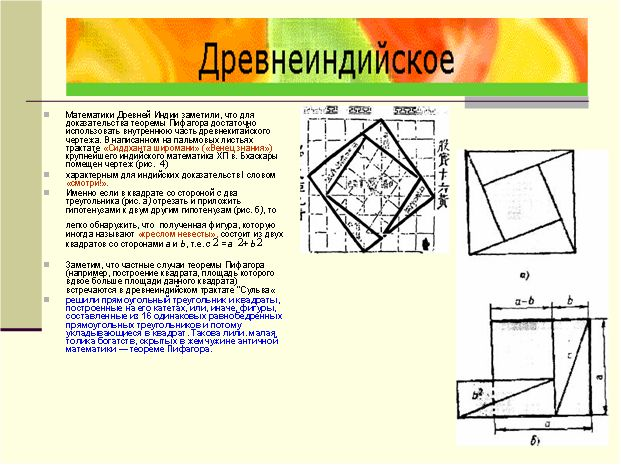 Древнеиндийское
Математики Древней Индии заметили, что для
доказательства теоремы Пифагора достаточно
использовать внутреннюю часть древнекитайского
чертежа. В написанном на пальмовых листьях
трактате «Сиддханта широмани» («Венец знания»)
крупнейшего индийского математика XП в. Бхаскары
помещен чертеж (рис. 4)
характерным для индийских доказательств l словом
«смотри!».
Именно если в квадрате со стороной с два
треугольника (рис. а) отрезать и приложить
гипотенузами к двум другим гипотенузам (рис. б), то
легко обнаружить, что полученная фигура, которую
иногда называют «креслом невесты», состоит из двух
квадратов со сторонами а и b, т.е. c 2 = a 2+ b 2
Заметим, что частные случаи теоремы Пифагора
(например, построение квадрата, площадь которого
вдвое больше площади данного квадрата)
встречаются в древнеиндийском трактате "Сульва«
решили прямоугольный треугольник и квадраты,
построенные на его катетах, или, иначе, фигуры,
составленные из 16 одинаковых равнобедренных
прямоугольных треугольников и потому
укладывающиеся в квадрат. Такова лили. малая,
толика богатств, скрытых в жемчужине античной
математики — теореме Пифагора.
а)
a–b b
c
a
b²
a
б)